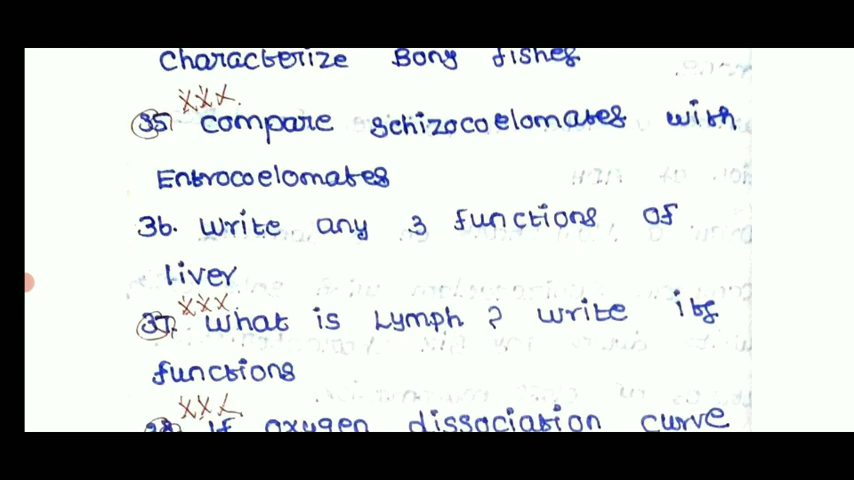 Characterize Bony fishes
xxx.
35. Compare schizocoelomates with
Entrocoelomates
36. Write any 3 functions of
liver
xxx.
37. What is Lymph ? Write its
functions
xxx
38. If oxygen dissociation curve